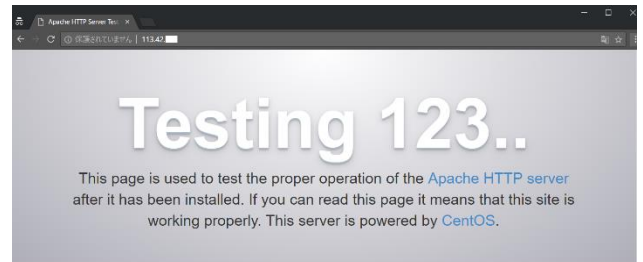 Apache HTTP Server Tes
保護されていません | 113.42.
Testing 123..
This page is used to test the proper operation of the Apache HTTP server
after it has been installed. If you can read this page it means that this site is
working properly. This server is powered by CentOS.